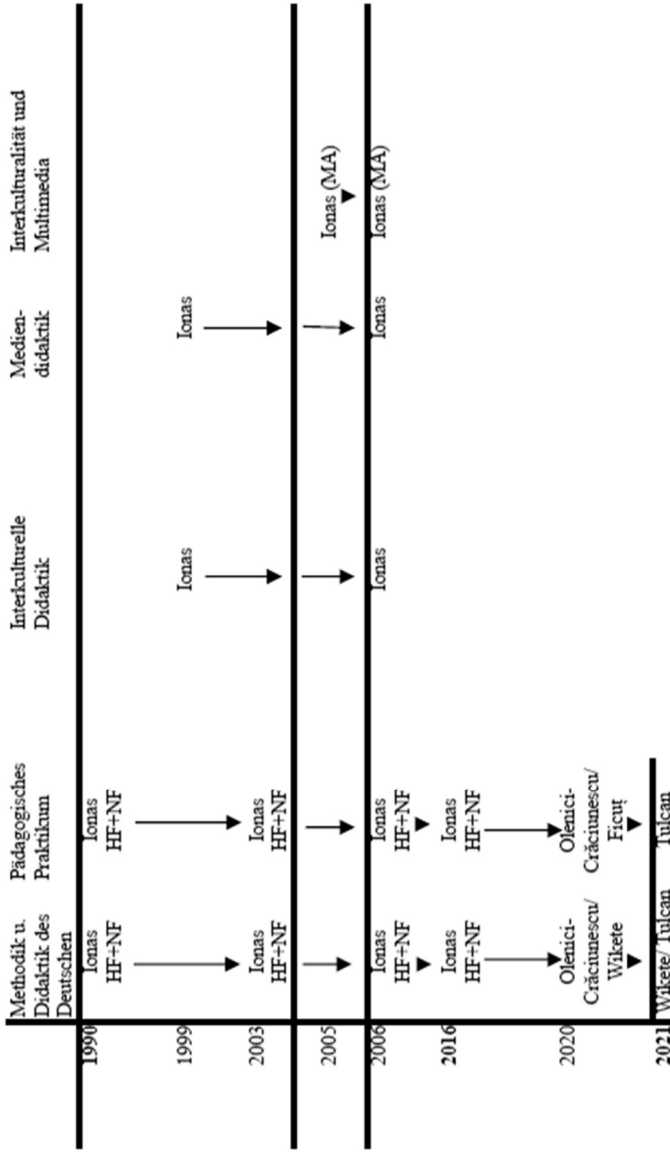 Methodik u. Pädagogisches Interkulturelle Medien- Interkulturalität und
Didaktik des Praktikum Didaktik didaktik Multimedia
Deutschen
1990 Ionas Ionas
HF+NF HF+NF
1999 Ionas Ionas
2003 Ionas Ionas
HF+NF HF+NF
2005 Ionas (MA)
2006 Ionas Ionas Ionas Ionas Ionas (MA)
HF+NF HF+NF
2016 Ionas Ionas
HF+NF HF+NF
2020 Olenici- Olenici-
Crăciunescu/ Crăciunescu/
Wikete Ficuț
2021 Wikete/ Tulcan Tulcan